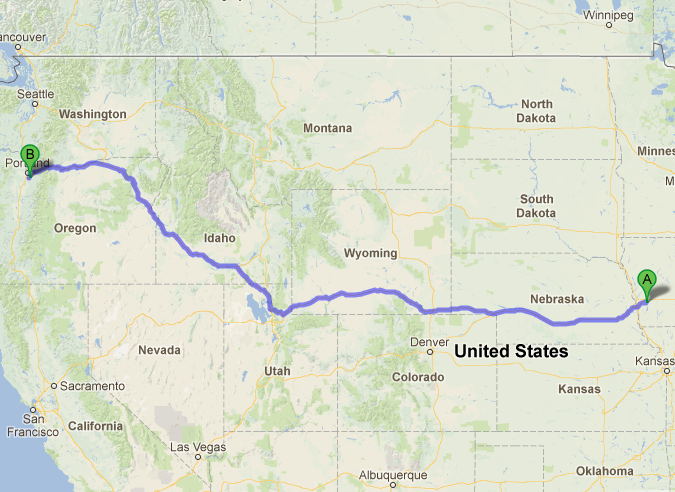 Winnipeg
ancouver
Seattle
Washington
North
Dakota
Montana
Minnes
B
Portland
M
South
Dakota
Oregon
Idaho
Wyoming
A
Nebraska
Nevada
Denver
United States
Utah
Kansas
Colorado
Sacramento
Kansas
San
Francisco
California
Las Vegas
Oklahoma
Albuquerque